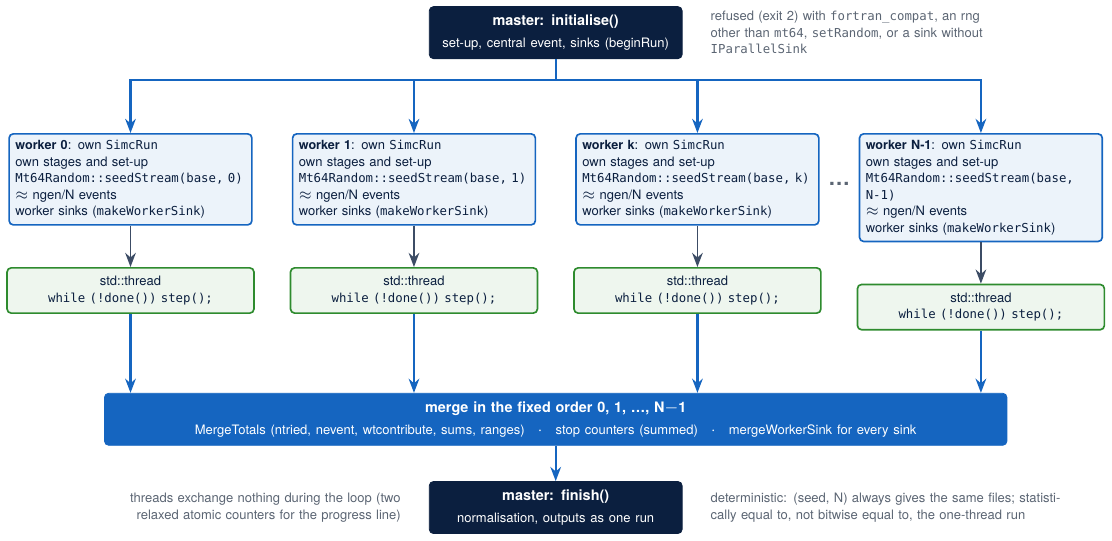 master: initialise()
set-up, central event, sinks (beginRun)
refused (exit 2) with fortran_compat, an rng
other than mt64, setRandom, or a sink without
IParallelSink
worker 0: own SimcRun
own stages and set-up
Mt64Random::seedStream(base, 0)
≈ ngen/N events
worker sinks (makeWorkerSink)
worker 1: own SimcRun
own stages and set-up
Mt64Random::seedStream(base, 1)
≈ ngen/N events
worker sinks (makeWorkerSink)
worker k: own SimcRun
own stages and set-up
Mt64Random::seedStream(base, k)
≈ ngen/N events
worker sinks (makeWorkerSink)
...
worker N-1: own SimcRun
own stages and set-up
Mt64Random::seedStream(base,
N-1)
≈ ngen/N events
worker sinks (makeWorkerSink)
std::thread
while (!done()) step();
std::thread
while (!done()) step();
std::thread
while (!done()) step();
std::thread
while (!done()) step();
merge in the fixed order 0, 1, ..., N−1
MergeTotals (ntried, nevent, wtcontribute, sums, ranges) · stop counters (summed) · mergeWorkerSink for every sink
threads exchange nothing during the loop (two
relaxed atomic counters for the progress line)
master: finish()
normalisation, outputs as one run
deterministic: (seed, N) always gives the same files; statisti-
cally equal to, not bitwise equal to, the one-thread run